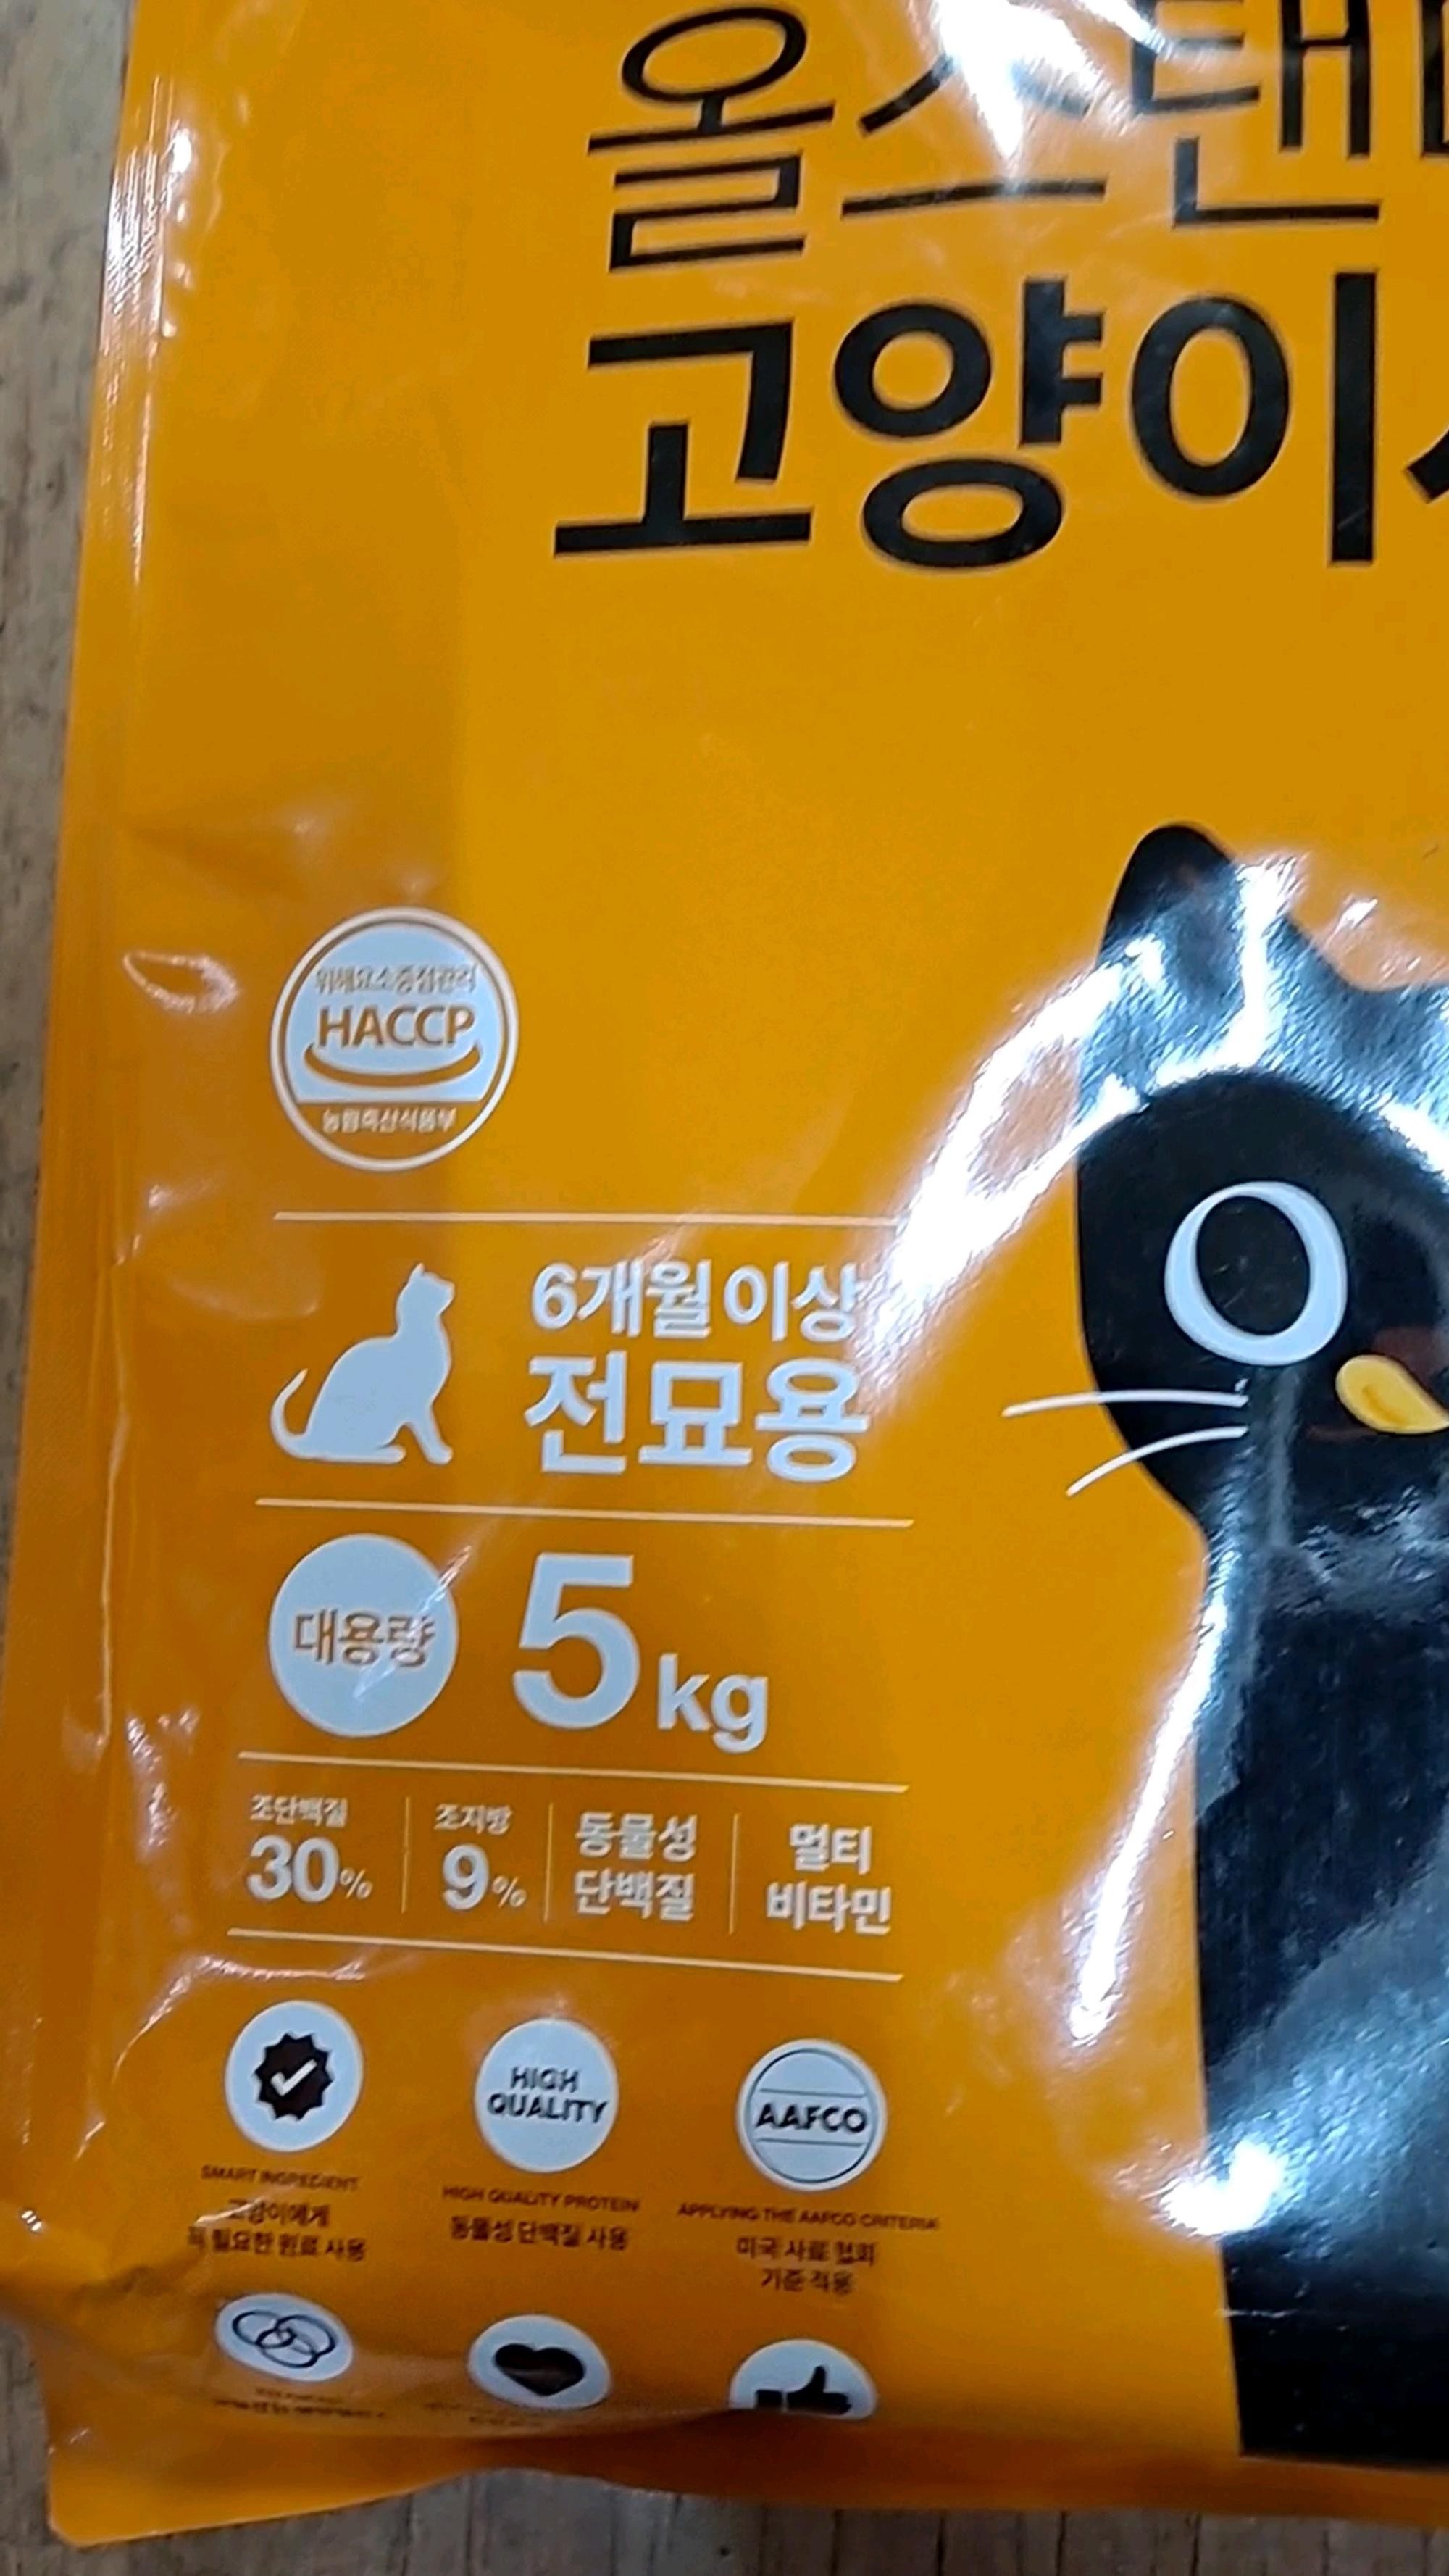 올스탠
고양이
위해요소중점관리
HACCP
농림축산식품부
6개월 이상
전묘용
대용량
5kg
조단백질
30%
조지방
9%
동물성
단백질
멀티
비타민
HIGH
QUALITY
AAFCO
SMART INGREDIENT
고양이에게
꼭 필요한 원료 사용
HIGH QUALITY PROTEIN
동물성 단백질 사용
APPLYING THE AAFCO CRITERIA
미국 사료 협회
기준 적용